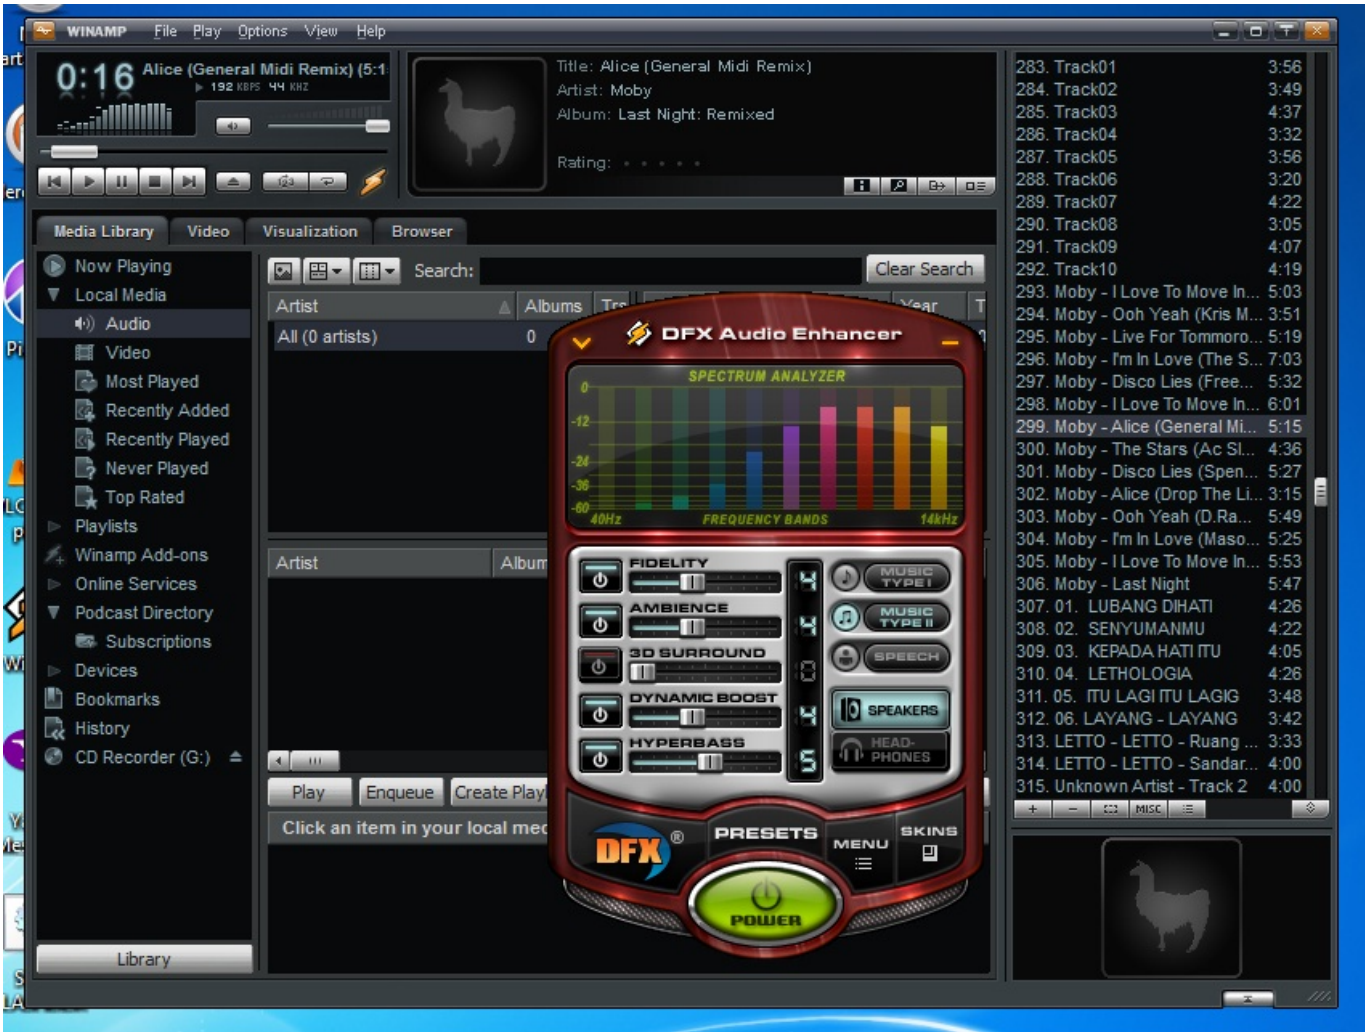 WINAMP File Play Options View Help
0:16 Alice (General Midi Remix) (5:1
192 KBPS 44 KHZ
Title: Alice (General Midi Remix)
Artist: Moby
Album: Last Night: Remixed
Rating:
Media Library Video Visualization Browser
Now Playing
Local Media
Audio
Video
Most Played
Recently Added
Recently Played
Never Played
Top Rated
Playlists
Winamp Add-ons
Online Services
Podcast Directory
Subscriptions
Devices
Bookmarks
History
CD Recorder (G:)
Library
Search: Clear Search
Artist Albums Year
All (0 artists) 0
Artist
Play Enqueue
Click an item in your local
DFX Audio Enhancer
SPECTRUM ANALYZER
0
-12
-24
-36
-60
40Hz FREQUENCY BANDS 14kHz
FIDELITY 4
AMBIENCE 4
3D SURROUND 0
DYNAMIC BOOST 4
HYPERBASS 5
MUSIC TYPE I
MUSIC TYPE II
SPEECH
SPEAKERS
HEAD-
PHONES
DFX ® PRESETS MENU SKINS
POWER
283. Track01 3:56
284. Track02 3:49
285. Track03 4:37
286. Track04 3:32
287. Track05 3:56
288. Track06 3:20
289. Track07 4:22
290. Track08 3:05
291. Track09 4:07
292. Track10 4:19
293. Moby - I Love To Move In... 5:03
294. Moby - Ooh Yeah (Kris M... 3:51
295. Moby - Live For Tommoro... 5:19
296. Moby - I'm In Love (The S... 7:03
297. Moby - Disco Lies (Free... 5:32
298. Moby - I Love To Move In... 6:01
299. Moby - Alice (General Mi... 5:15
300. Moby - The Stars (Ac Sl... 4:36
301. Moby - Disco Lies (Spen... 5:27
302. Moby - Alice (Drop The Li... 3:15
303. Moby - Ooh Yeah (D.Ra... 5:49
304. Moby - I'm In Love (Maso... 5:25
305. Moby - I Love To Move In... 5:53
306. Moby - Last Night 5:47
307. 01. LUBANG DIHATI 4:26
308. 02. SENYUMANMU 4:22
309. 03. KEPADA HATI ITU 4:05
310. 04. LETHOLOGIA 4:26
311. 05. ITU LAGI ITU LAGIG 3:48
312. 06. LAYANG - LAYANG 3:42
313. LETTO - LETTO - Ruang ... 3:33
314. LETTO - LETTO - Sandar... 4:00
315. Unknown Artist - Track 2 4:00
+ - MISC